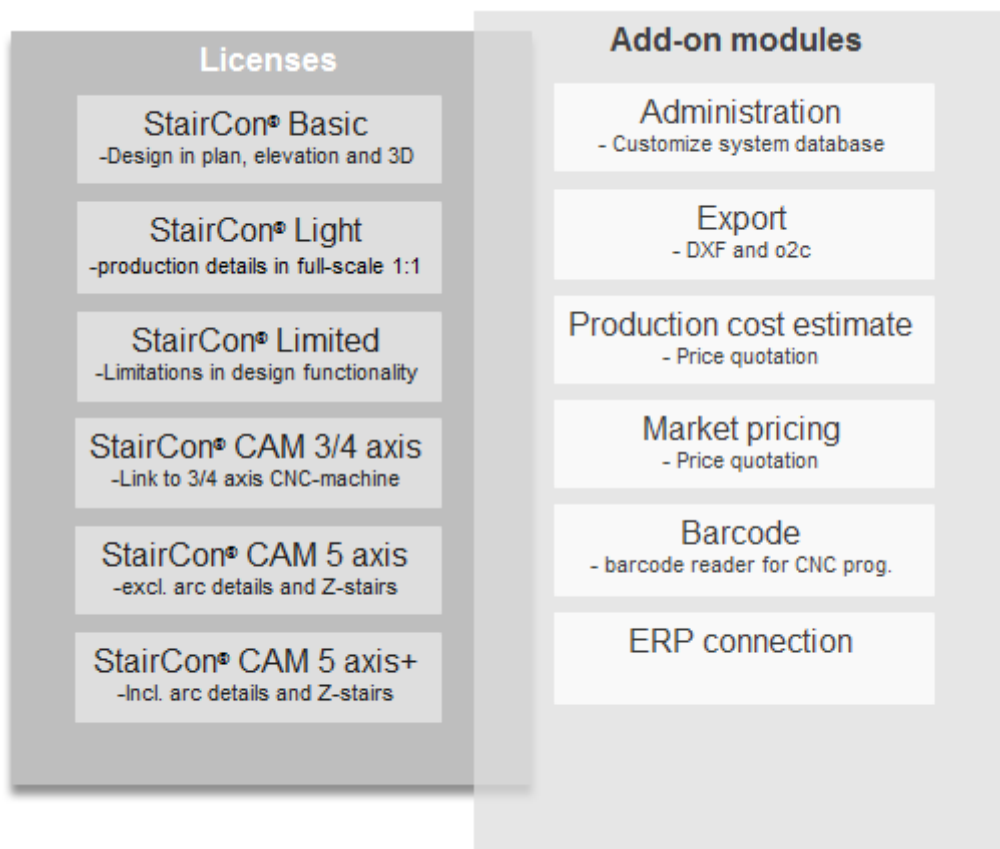 Licenses
StairCon® Basic
-Design in plan, elevation and 3D
StairCon® Light
-production details in full-scale 1:1
StairCon® Limited
-Limitations in design functionality
StairCon® CAM 3/4 axis
-Link to 3/4 axis CNC-machine
StairCon® CAM 5 axis
-excl. arc details and Z-stairs
StairCon® CAM 5 axis+
-Incl. arc details and Z-stairs
Add-on modules
Administration
- Customize system database
Export
- DXF and o2c
Production cost estimate
- Price quotation
Market pricing
- Price quotation
Barcode
- barcode reader for CNC prog.
ERP connection